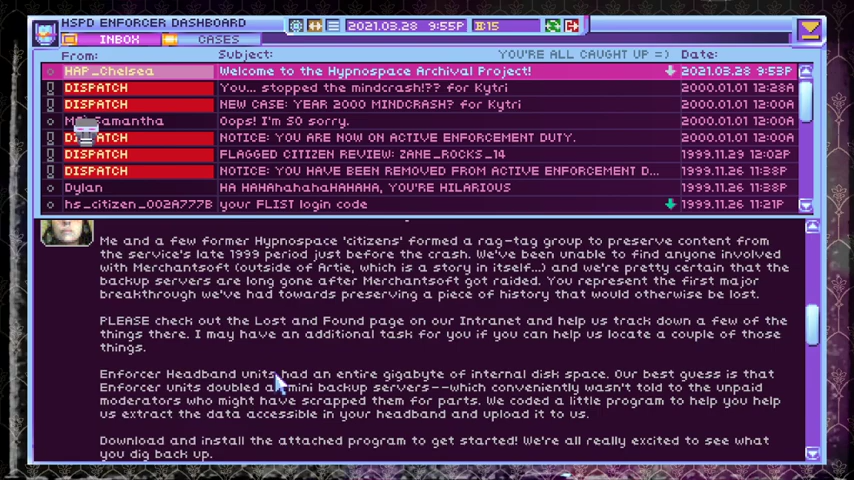 HSPD ENFORCER DASHBOARD
2021.03.28 9:55P
15
INBOX
CASES
From:
Subject:
YOU'RE ALL CAUGHT UP =)
Date:
HAP_Chelsea
Welcome to the Hypnospace Archival Project!
2021.03.28 9:53P
DISPATCH
You... stopped the mindcrash!?? for Kytri
2000.01.01 12:28A
DISPATCH
NEW CASE: YEAR 2000 MINDCRASH? for Kytri
2000.01.01 12:00A
Samantha
Oops! I'm SO sorry.
2000.01.01 12:00A
DISPATCH
NOTICE: YOU ARE NOW ON ACTIVE ENFORCEMENT DUTY.
2000.01.01 12:00A
DISPATCH
FLAGGED CITIZEN REVIEW: ZANE_ROCKS_14
1999.11.29 12:02P
DISPATCH
NOTICE: YOU HAVE BEEN REMOVED FROM ACTIVE ENFORCEMENT D...
1999.11.26 11:38P
Dylan
HA HAHAhahahaHAHAHA, YOU'RE HILARIOUS
1999.11.26 11:38P
hs_citizen_002A777B
your FLIST login code
1999.11.26 11:21P
Me and a few former Hypnospace 'citizens' formed a rag-tag group to preserve content from
the service's late 1999 period just before the crash. We've been unable to find anyone involved
with Merchantsoft (outside of Artie, which is a story in itself...) and we're pretty certain that the
backup servers are long gone after Merchantsoft got raided. You represent the first major
breakthrough we've had towards preserving a piece of history that would otherwise be lost.
PLEASE check out the Lost and Found page on our Intranet and help us track down a few of the
things there. I may have an additional task for you if you can help us locate a couple of those
things.
Enforcer Headband units had an entire gigabyte of internal disk space. Our best guess is that
Enforcer units doubled as mini backup servers--which conveniently wasn't told to the unpaid
moderators who might have scrapped them for parts. We coded a little program to help you help
us extract the data accessible in your headband and upload it to us.
Download and install the attached program to get started! We're all really excited to see what
you dig back up.